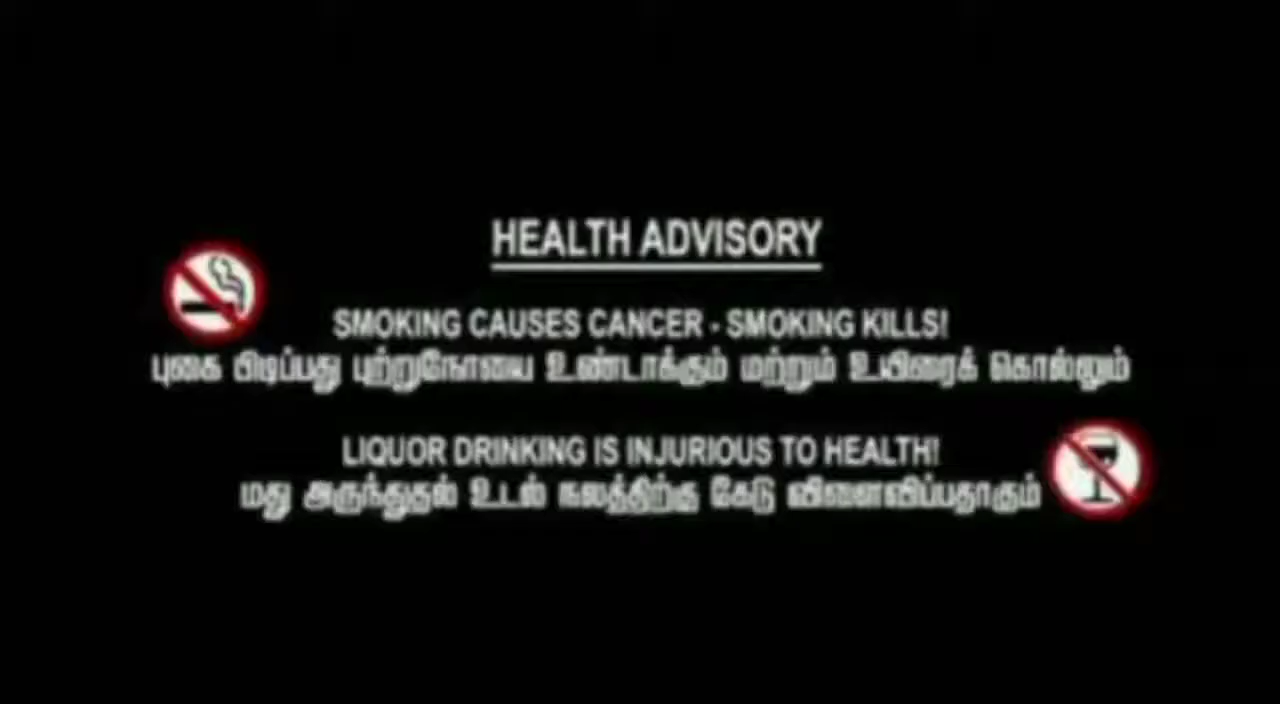 HEALTH ADVISORY
SMOKING CAUSES CANCER - SMOKING KILLS!
புகை பிடிப்பது புற்றுநோயை உண்டாக்கும் மற்றும் உயிரைக் கொல்லும்
LIQUOR DRINKING IS INJURIOUS TO HEALTH!
மது அருந்துதல் உடல் நலத்திற்கு கேடு விளைவிப்பதாகும்